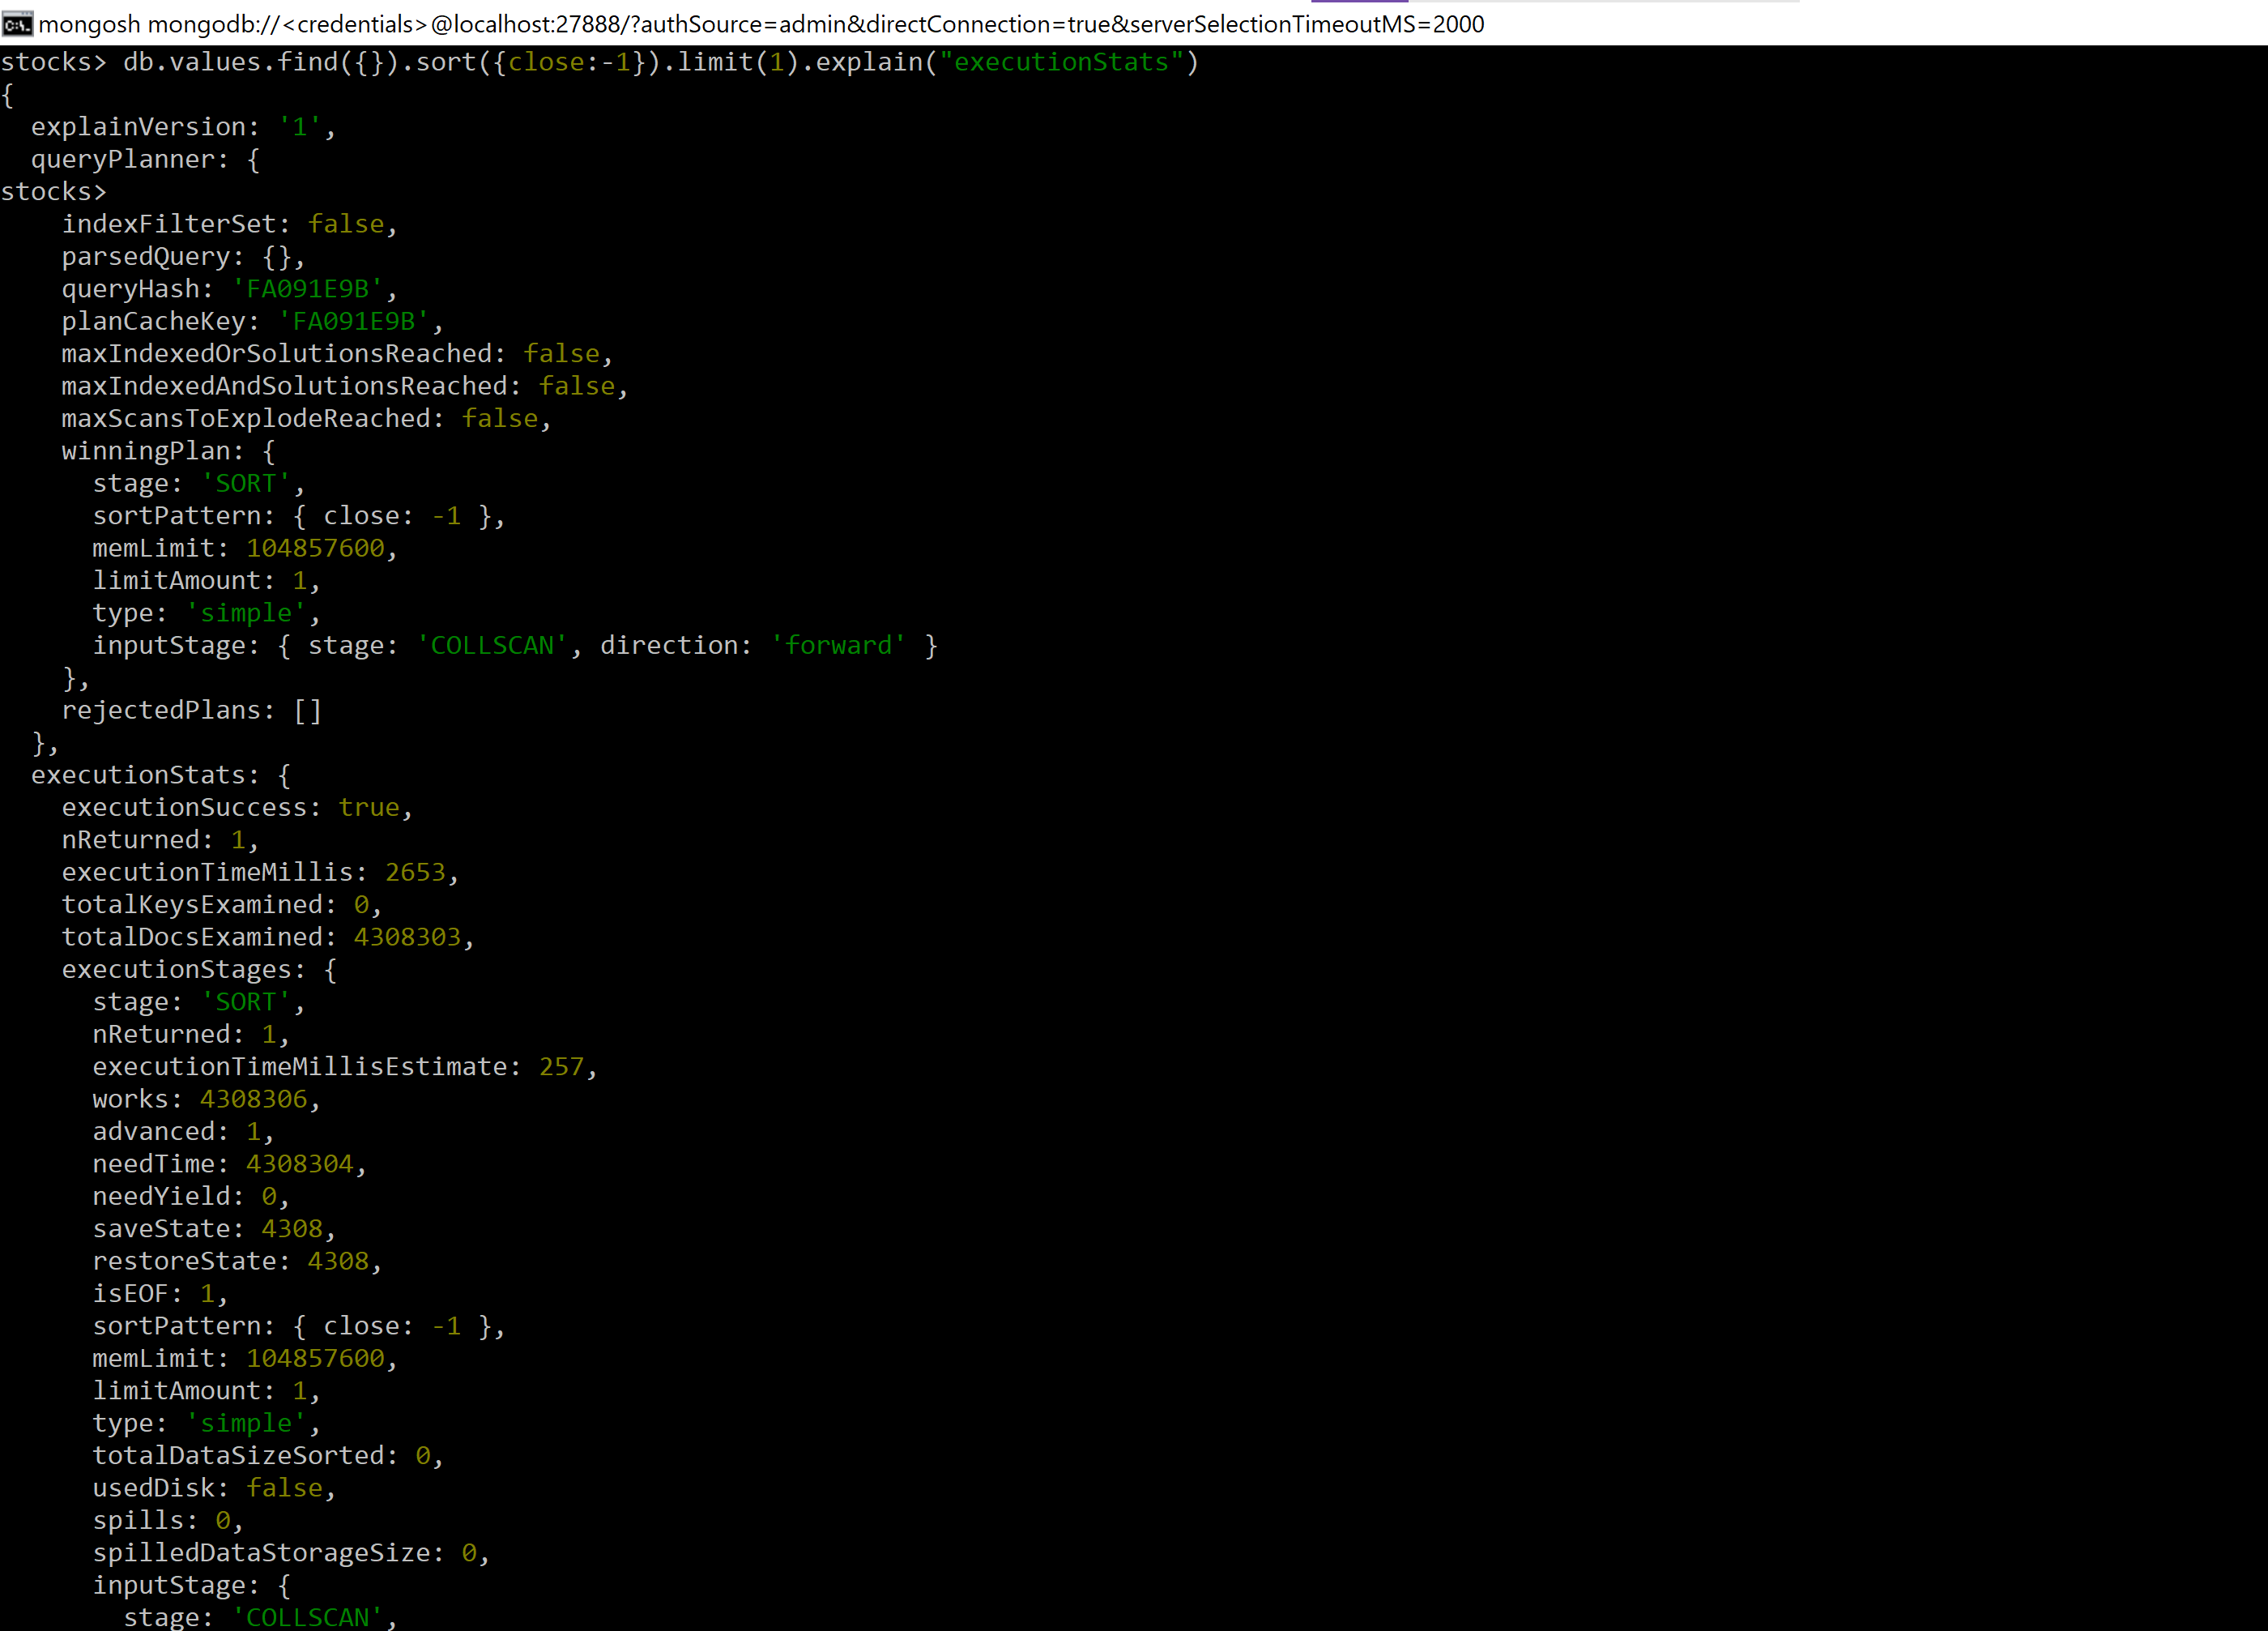 mongosh mongodb://<credentials>@localhost:27888/?authSource=admin&directConnection=true&serverSelectionTimeoutMS=2000
stocks> db.values.find({}).sort({close:-1}).limit(1).explain("executionStats")
{
  explainVersion: '1',
  queryPlanner: {
stocks>
    indexFilterSet: false,
    parsedQuery: {},
    queryHash: 'FA091E9B',
    planCacheKey: 'FA091E9B',
    maxIndexedOrSolutionsReached: false,
    maxIndexedAndSolutionsReached: false,
    maxScansToExplodeReached: false,
    winningPlan: {
      stage: 'SORT',
      sortPattern: { close: -1 },
      memLimit: 104857600,
      limitAmount: 1,
      type: 'simple',
      inputStage: { stage: 'COLLSCAN', direction: 'forward' }
    },
    rejectedPlans: []
  },
  executionStats: {
    executionSuccess: true,
    nReturned: 1,
    executionTimeMillis: 2653,
    totalKeysExamined: 0,
    totalDocsExamined: 4308303,
    executionStages: {
      stage: 'SORT',
      nReturned: 1,
      executionTimeMillisEstimate: 257,
      works: 4308306,
      advanced: 1,
      needTime: 4308304,
      needYield: 0,
      saveState: 4308,
      restoreState: 4308,
      isEOF: 1,
      sortPattern: { close: -1 },
      memLimit: 104857600,
      limitAmount: 1,
      type: 'simple',
      totalDataSizeSorted: 0,
      usedDisk: false,
      spills: 0,
      spilledDataStorageSize: 0,
      inputStage: {
        stage: 'COLLSCAN',